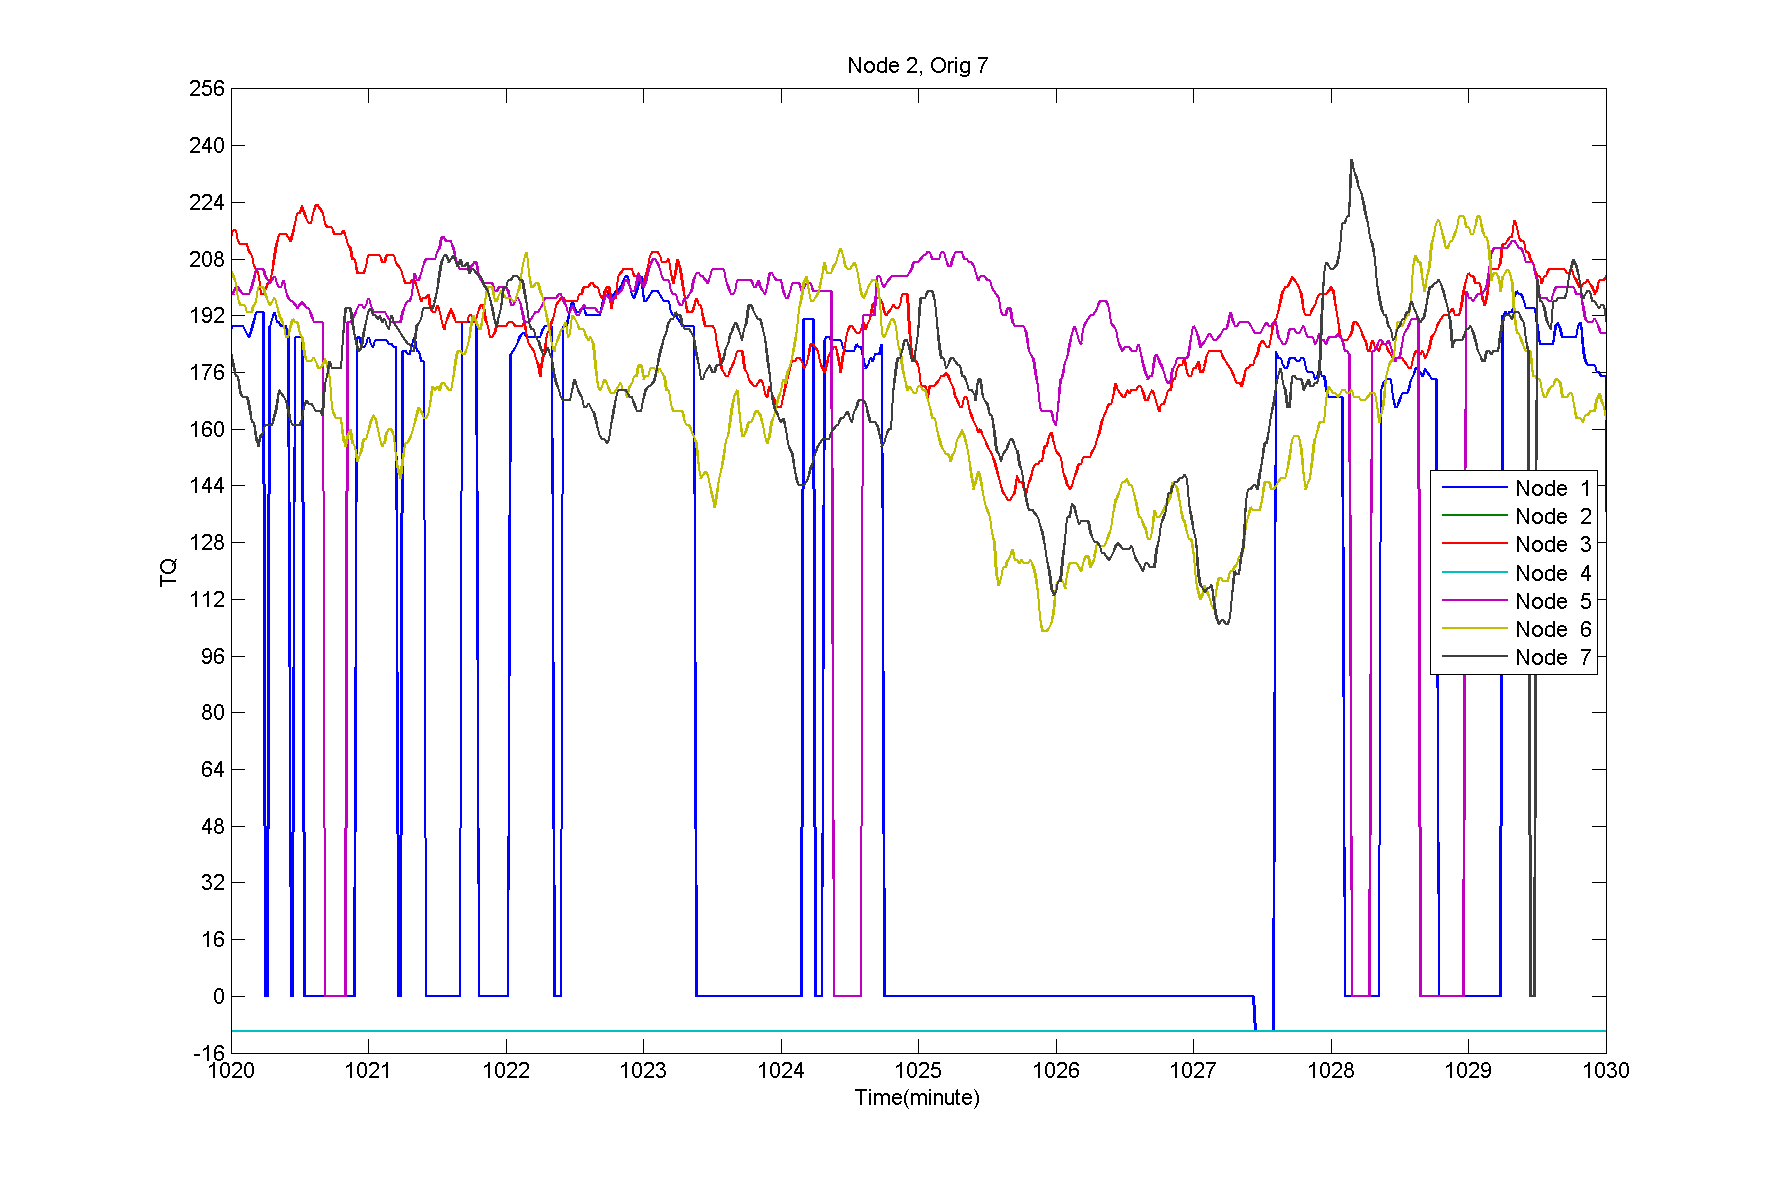 Node 2, Orig 7
256
240
224
208
192
176
160
144
128
112
96
80
64
48
32
16
0
-16
TQ
1020 1021 1022 1023 1024 1025 1026 1027 1028 1029 1030
Time(minute)
Node 1
Node 2
Node 3
Node 4
Node 5
Node 6
Node 7